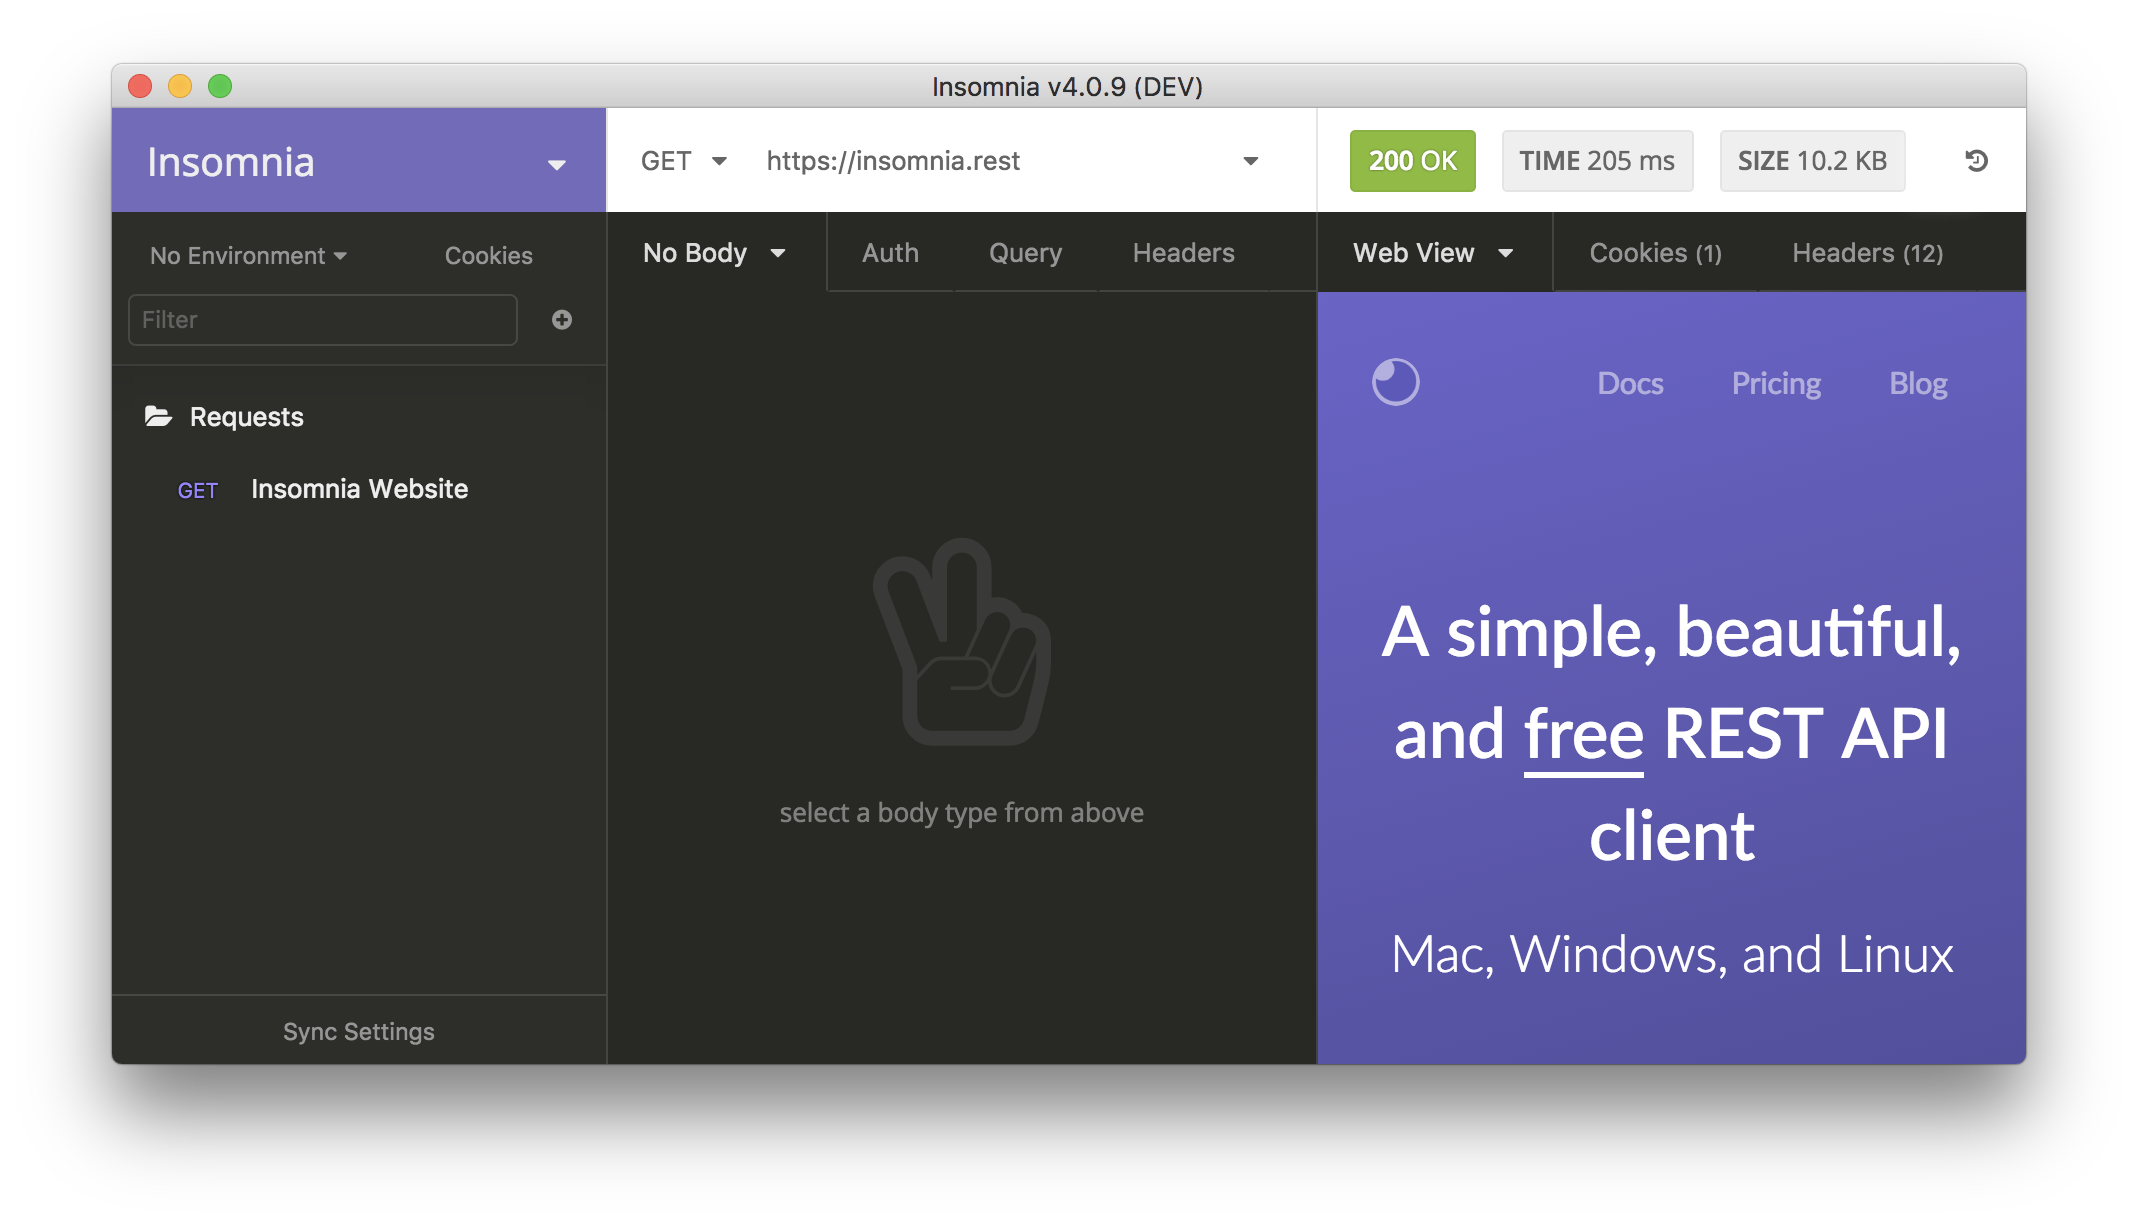 Insomnia v4.0.9 (DEV)
Insomnia
GET https://insomnia.rest
200 OK TIME 205 ms SIZE 10.2 KB
No Environment Cookies
Filter
Requests
GET Insomnia Website
Sync Settings
No Body Auth Query Headers
select a body type from above
Web View Cookies (1) Headers (12)
Docs Pricing Blog
A simple, beautiful,
and free REST API
client
Mac, Windows, and Linux